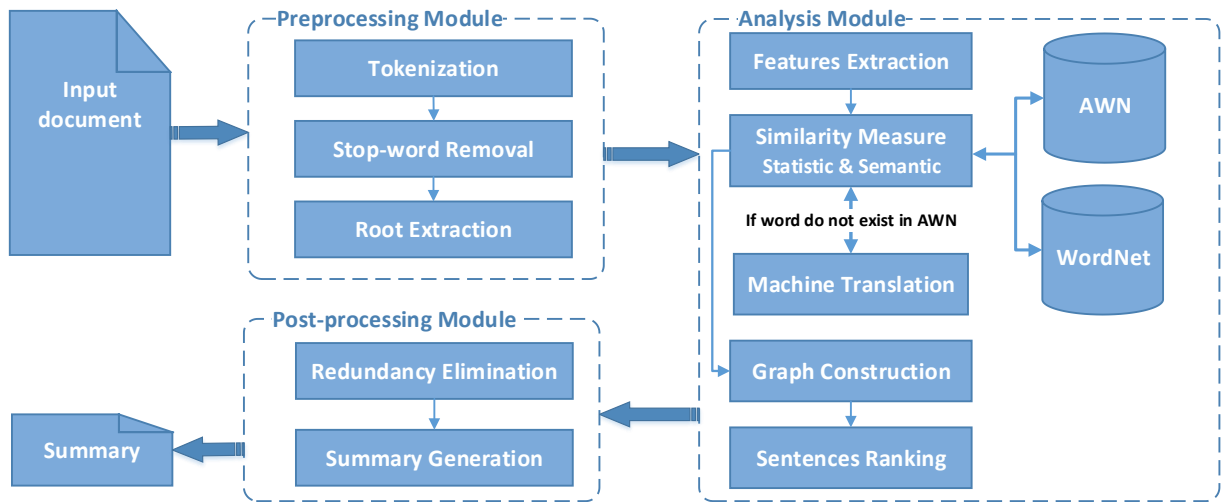 Input
document
Preprocessing Module
Tokenization
Stop-word Removal
Root Extraction
Analysis Module
Features Extraction
Similarity Measure
Statistic & Semantic
If word do not exist in AWN
Machine Translation
AWN
WordNet
Graph Construction
Sentences Ranking
Post-processing Module
Redundancy Elimination
Summary Generation
Summary